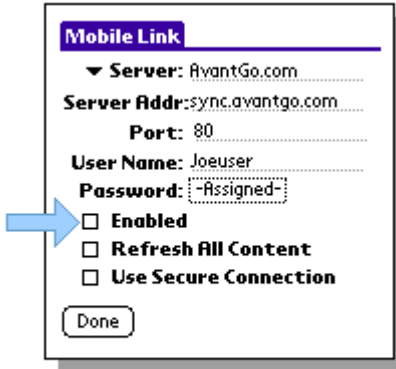 Mobile Link
Server: AvantGo.com
Server Addr:sync.avantgo.com
Port: 80
User Name: Joeuser
Password: -Assigned-
Enabled
Refresh All Content
Use Secure Connection
Done